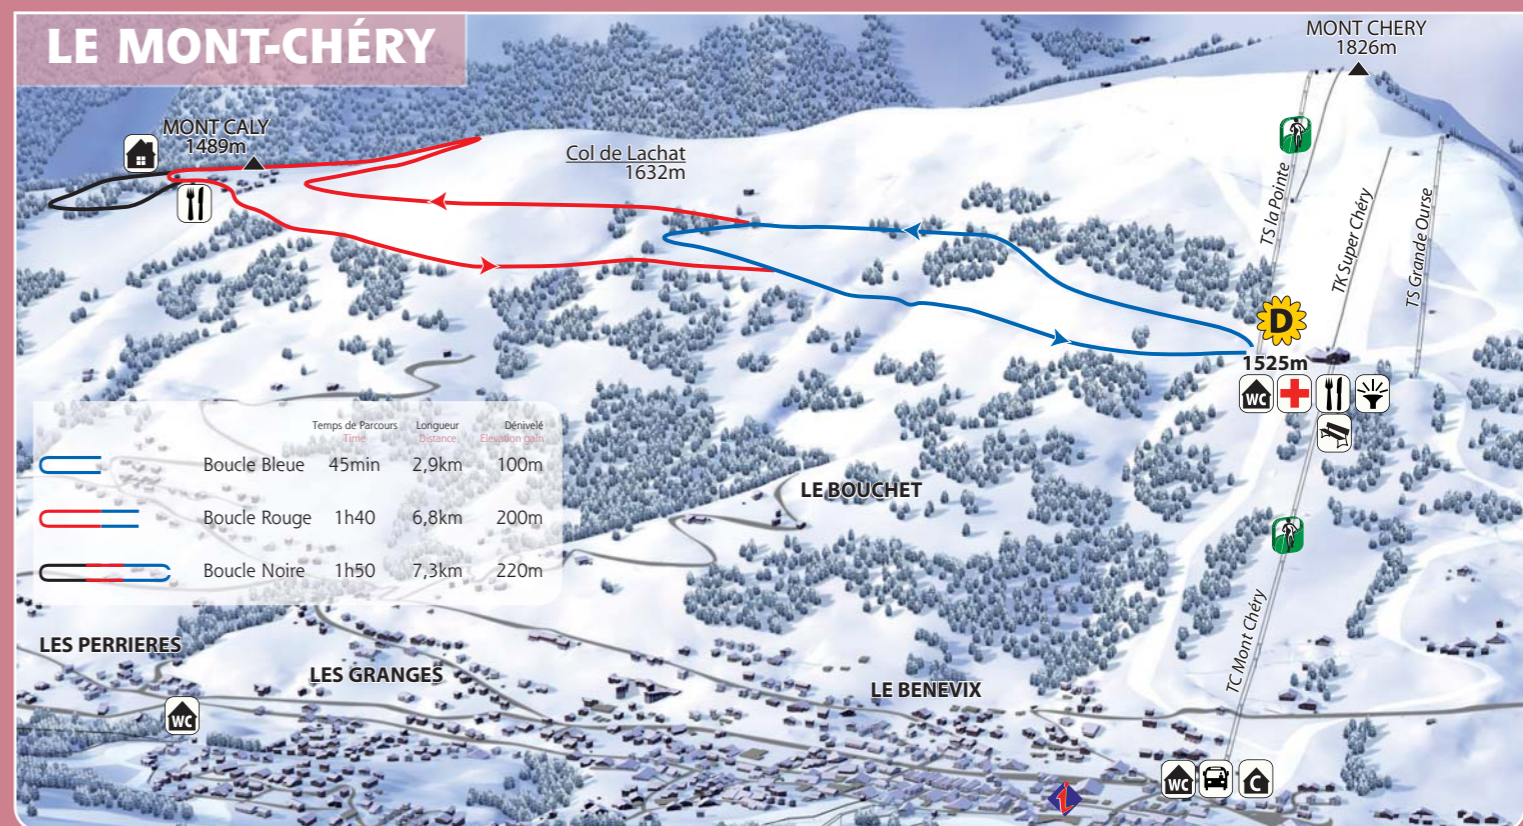 LE MONT-CHÉRY
MONT CHERY
1826m
MONT CALY
1489m
Col de Lachat
1632m
TS la Pointe
TK Super Chéry
TS Grande Ourse
D
1525m
WC
Temps de Parcours Longueur Dénivelé
Time Distance Elevation gain
Boucle Bleue 45min 2,9km 100m
Boucle Rouge 1h40 6,8km 200m
Boucle Noire 1h50 7,3km 220m
LE BOUCHET
TC Mont Chéry
LES PERRIERES
LES GRANGES
LE BENEVIX
WC
WC
C
i